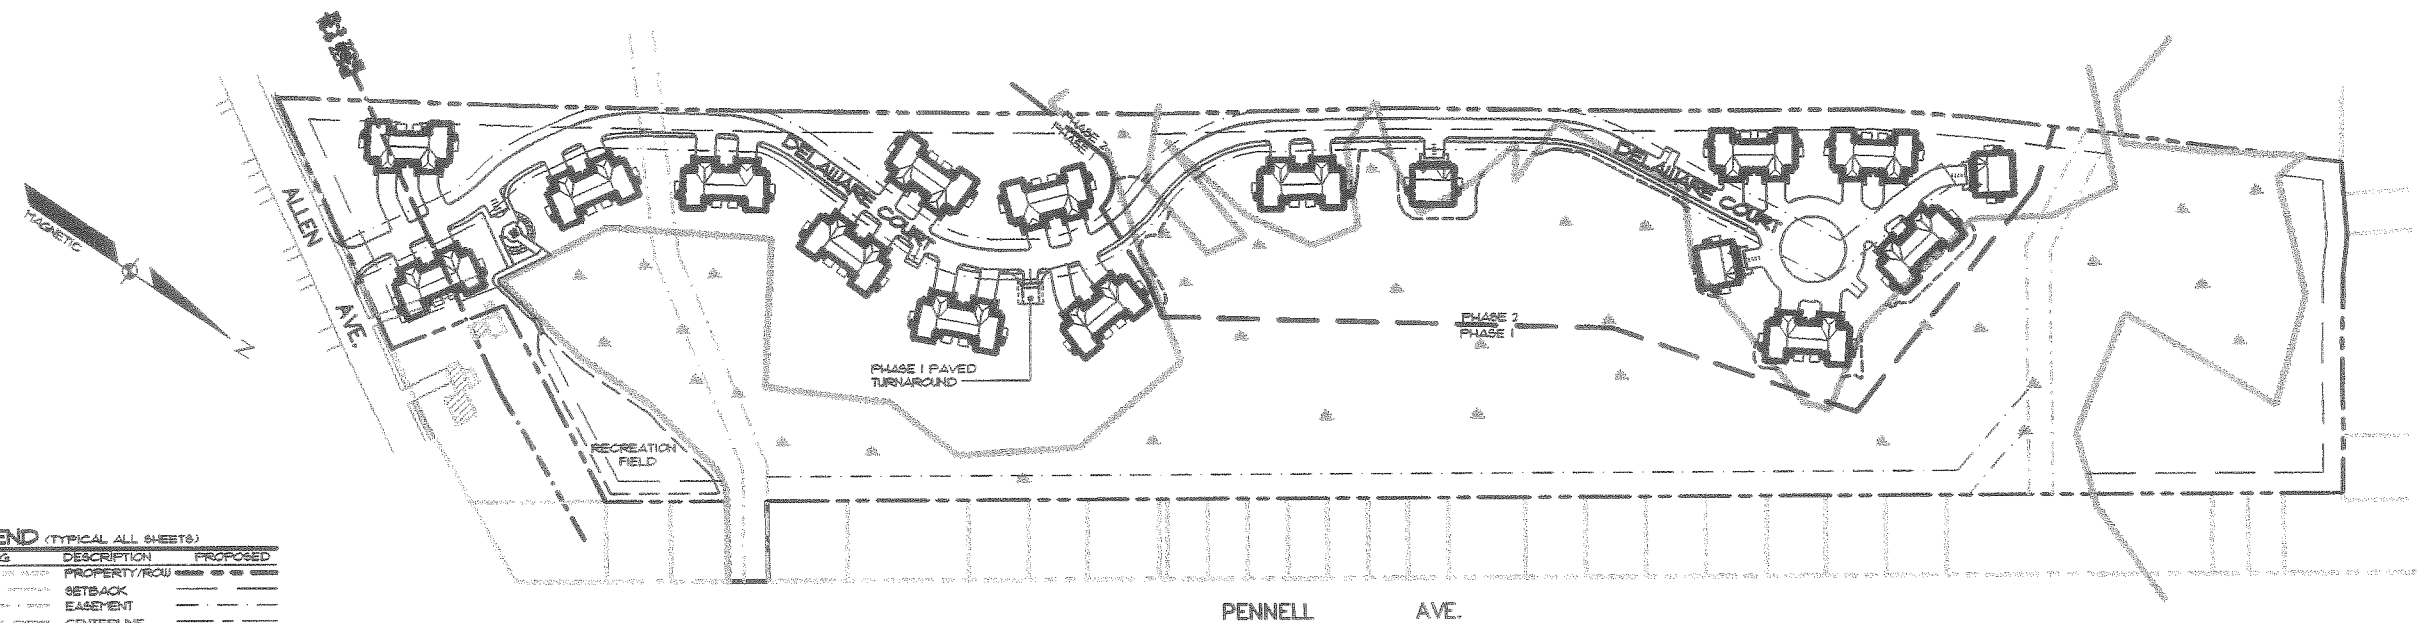 MAGNETIC
N
ALLEN
AVE.
DELAWARE
COURT
PHASE 2
PHASE 1
DELAWARE
COURT
PHASE 2
PHASE 1
PHASE 1 PAVED
TURNAROUND
RECREATION
FIELD
END (TYPICAL ALL SHEETS)
G DESCRIPTION PROPOSED
PROPERTY/ROW
SETBACK
EASEMENT
CENTERLINE
PENNELL AVE.